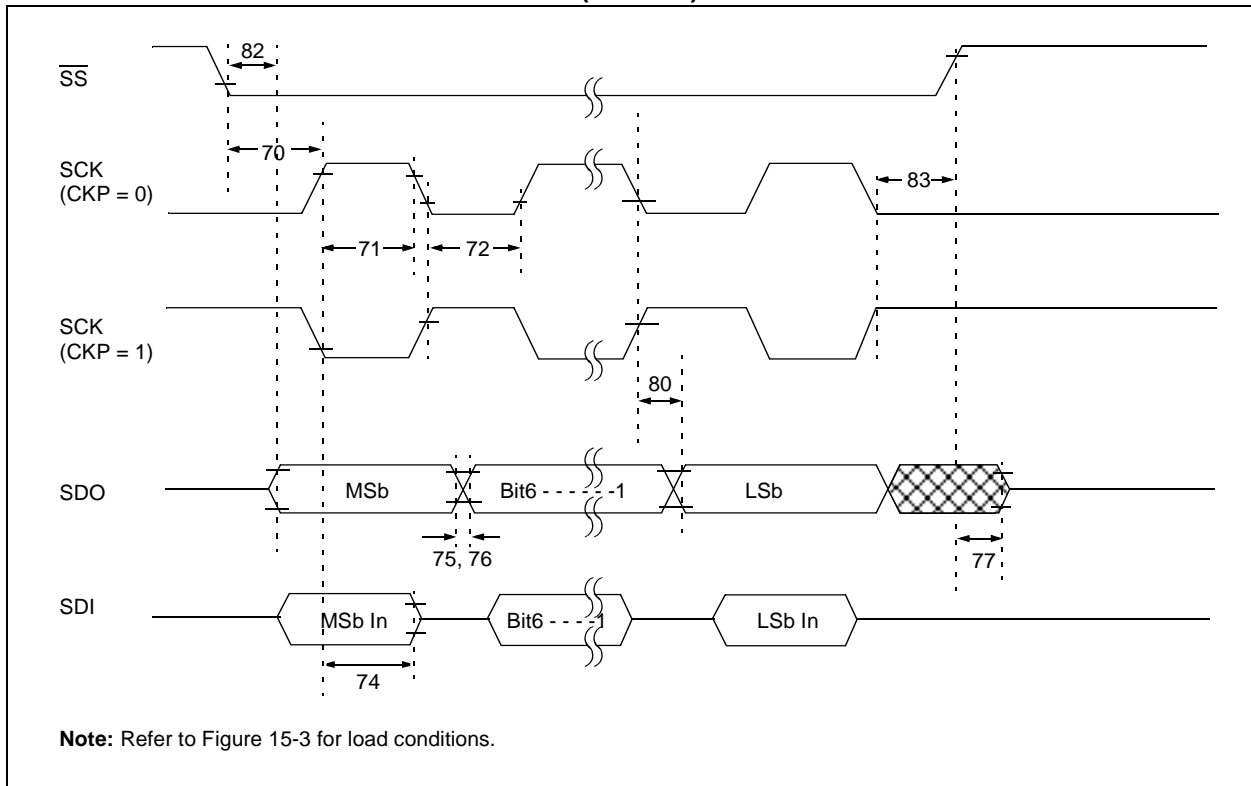 82
SS
70
SCK
(CKP = 0)
83
71
72
SCK
(CKP = 1)
80
SDO
MSb
Bit6 - - - - - -1
LSb
75, 76
77
SDI
MSb In
Bit6 - - - -1
LSb In
74
Note: Refer to Figure 15-3 for load conditions.